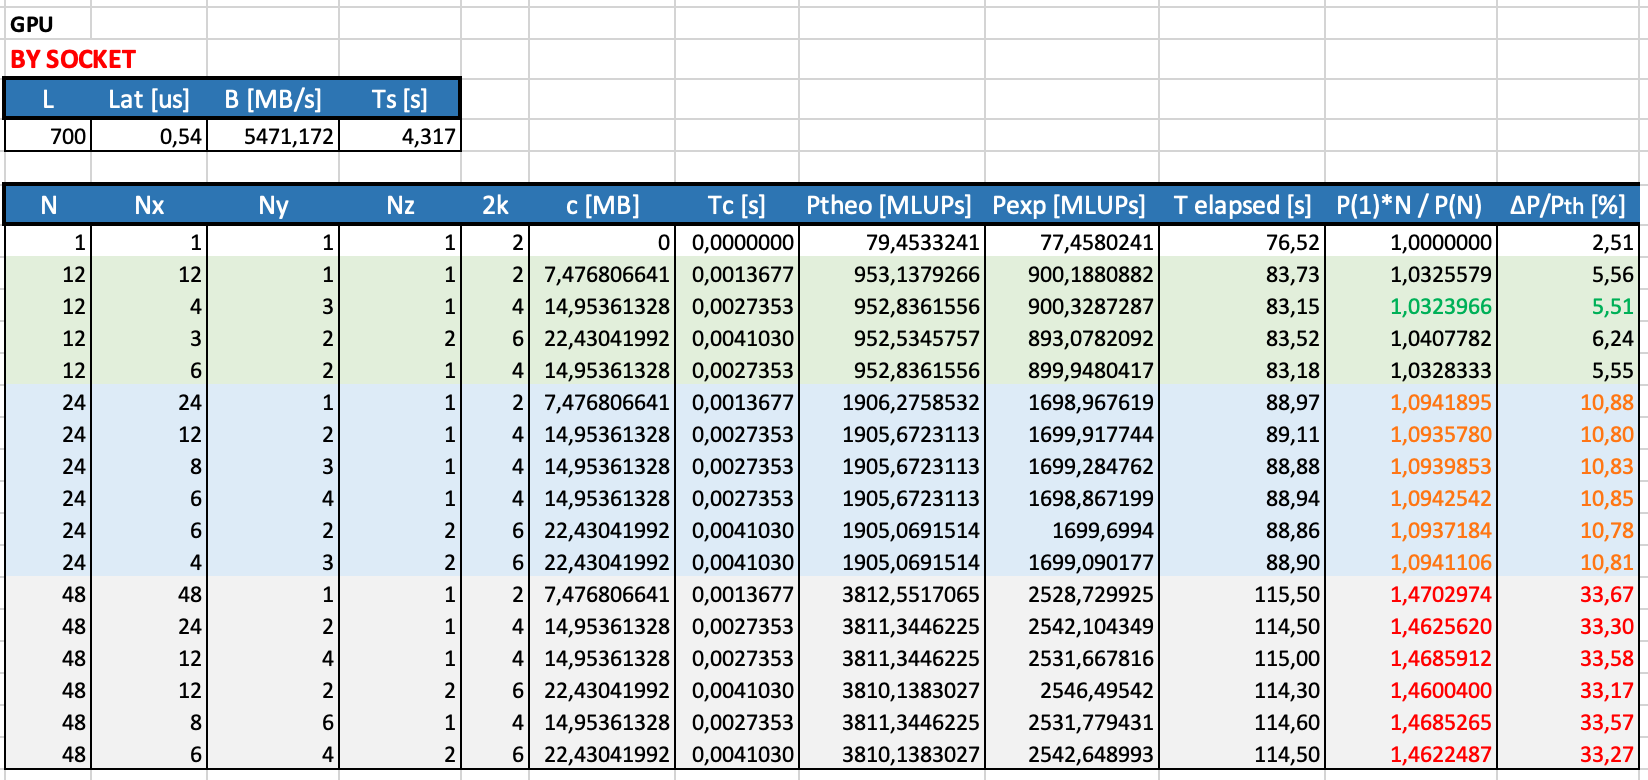 GPU
BY SOCKET
L Lat [us] B [MB/s] Ts [s]
700 0,54 5471,172 4,317
N Nx Ny Nz 2k c [MB] Tc [s] Ptheo [MLUPs] Pexp [MLUPs] T elapsed [s] P(1)*N / P(N) ΔP/Pth [%]
1 1 1 1 2 0 0,0000000 79,4533241 77,4580241 76,52 1,0000000 2,51
12 12 1 1 2 7,476806641 0,0013677 953,1379266 900,1880882 83,73 1,0325579 5,56
12 4 3 1 4 14,95361328 0,0027353 952,8361556 900,3287287 83,15 1,0323966 5,51
12 3 2 2 6 22,43041992 0,0041030 952,5345757 893,0782092 83,52 1,0407782 6,24
12 6 2 1 4 14,95361328 0,0027353 952,8361556 899,9480417 83,18 1,0328333 5,55
24 24 1 1 2 7,476806641 0,0013677 1906,2758532 1698,967619 88,97 1,0941895 10,88
24 12 2 1 4 14,95361328 0,0027353 1905,6723113 1699,917744 89,11 1,0935780 10,80
24 8 3 1 4 14,95361328 0,0027353 1905,6723113 1699,284762 88,88 1,0939853 10,83
24 6 4 1 4 14,95361328 0,0027353 1905,6723113 1698,867199 88,94 1,0942542 10,85
24 6 2 2 6 22,43041992 0,0041030 1905,0691514 1699,6994 88,86 1,0937184 10,78
24 4 3 2 6 22,43041992 0,0041030 1905,0691514 1699,090177 88,90 1,0941106 10,81
48 48 1 1 2 7,476806641 0,0013677 3812,5517065 2528,729925 115,50 1,4702974 33,67
48 24 2 1 4 14,95361328 0,0027353 3811,3446225 2542,104349 114,50 1,4625620 33,30
48 12 4 1 4 14,95361328 0,0027353 3811,3446225 2531,667816 115,00 1,4685912 33,58
48 12 2 2 6 22,43041992 0,0041030 3810,1383027 2546,49542 114,30 1,4600400 33,17
48 8 6 1 4 14,95361328 0,0027353 3811,3446225 2531,779431 114,60 1,4685265 33,57
48 6 4 2 6 22,43041992 0,0041030 3810,1383027 2542,648993 114,50 1,4622487 33,27